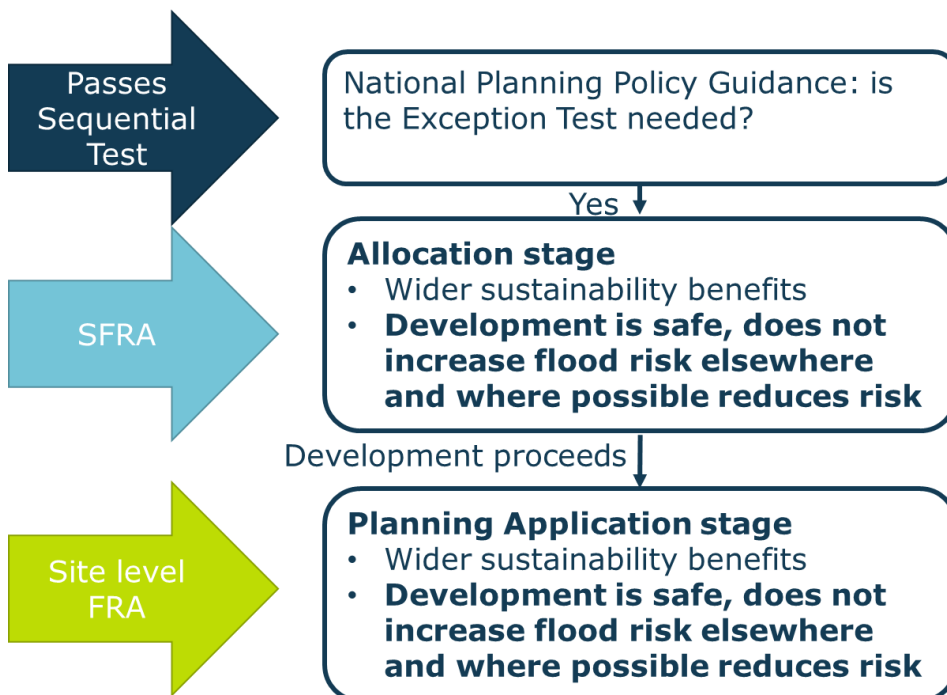 Passes
Sequential
Test
National Planning Policy Guidance: is
the Exception Test needed?
Yes
SFRA
Allocation stage
• Wider sustainability benefits
• Development is safe, does not
increase flood risk elsewhere
and where possible reduces risk
Development proceeds
Site level
FRA
Planning Application stage
• Wider sustainability benefits
• Development is safe, does not
increase flood risk elsewhere
and where possible reduces risk